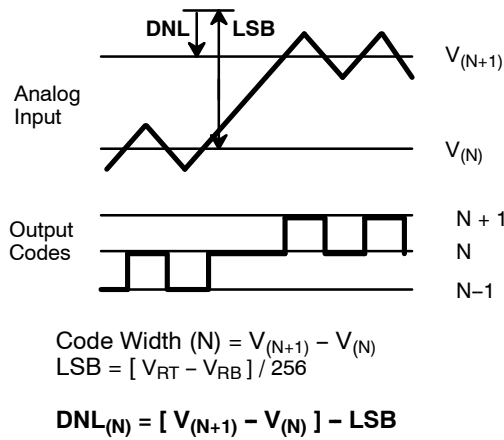 DNL LSB
V(N+1)
Analog
Input
V(N)
N + 1
Output
Codes
N
N–1
Code Width (N) = V(N+1) – V(N)
LSB = [ VRT – VRB ] / 256
DNL(N) = [ V(N+1) – V(N) ] – LSB